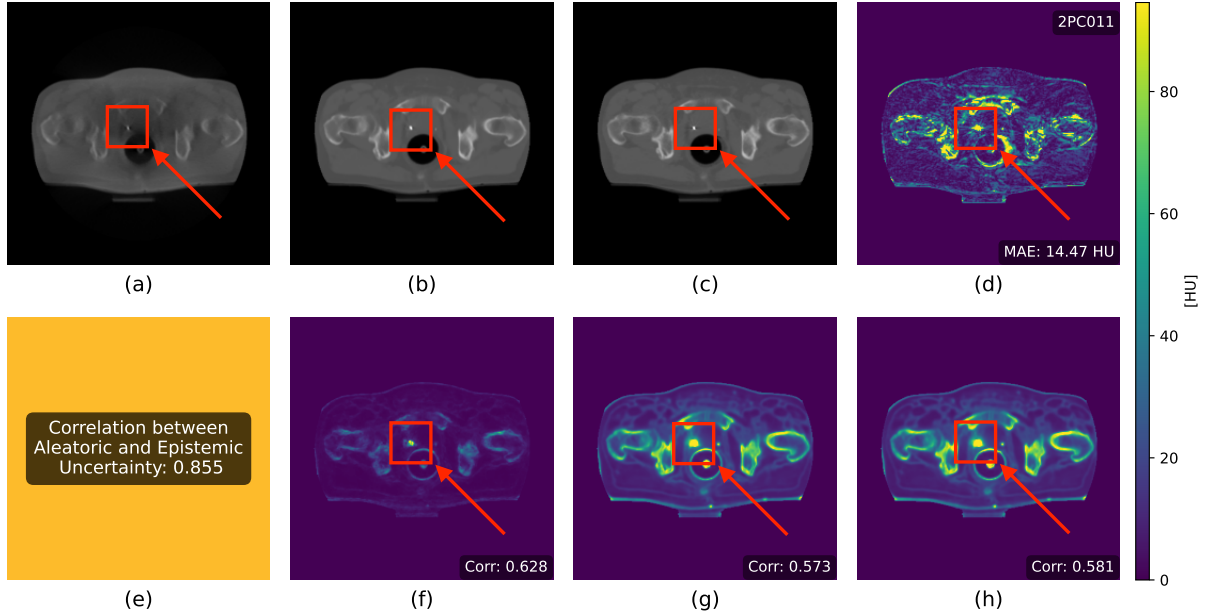 2PC011
MAE: 14.47 HU
(a)
(b)
(c)
(d)
80
60
40
20
0
[HU]
Correlation between
Aleatoric and Epistemic
Uncertainty: 0.855
Corr: 0.628
Corr: 0.573
Corr: 0.581
(e)
(f)
(g)
(h)